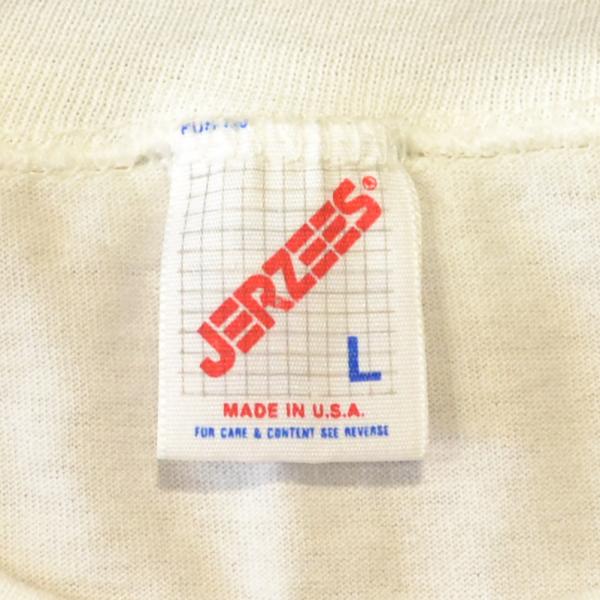 JERZEES®
L
MADE IN U.S.A.
FOR CARE & CONTENT SEE REVERSE